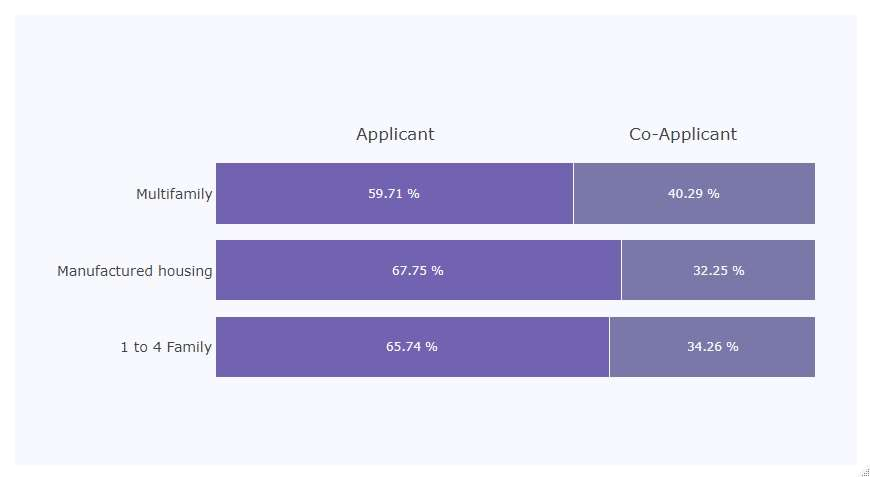 Applicant Co-Applicant
Multifamily 59.71 % 40.29 %
Manufactured housing 67.75 % 32.25 %
1 to 4 Family 65.74 % 34.26 %